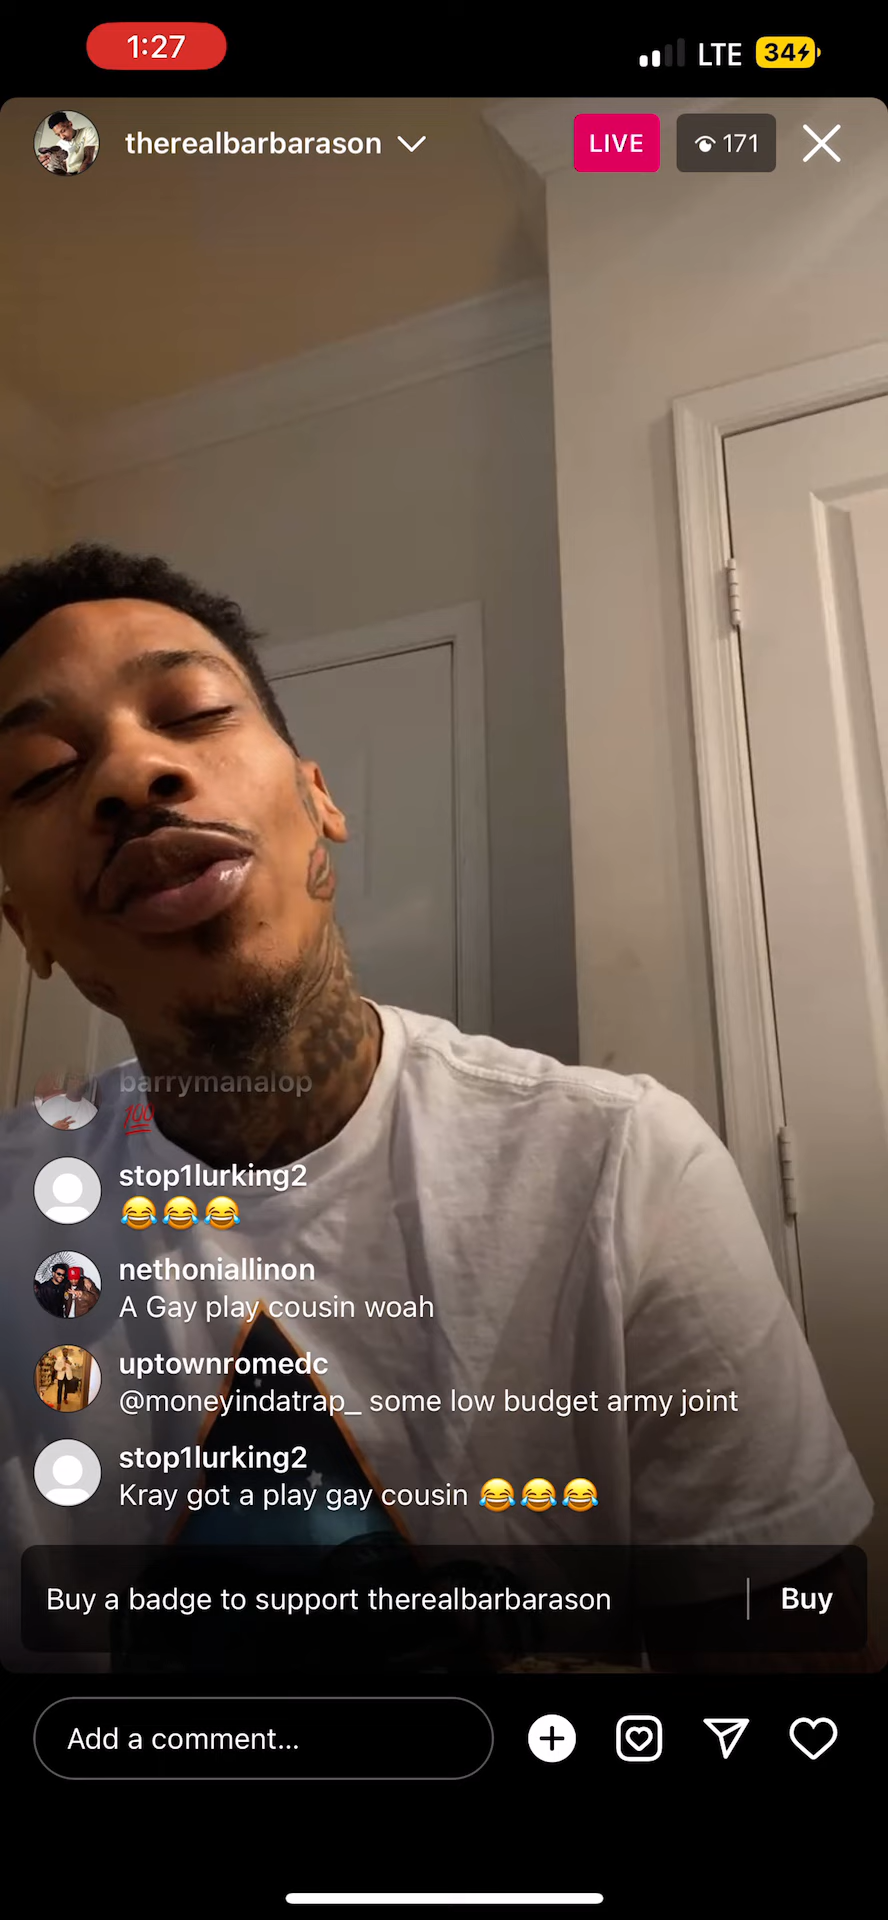 1:27
LTE
34
therealbarbarason
LIVE
171
barrymanalop
💯
stop1lurking2
😂😂😂
nethoniallinon
A Gay play cousin woah
uptownromedc
@moneyindatrap_ some low budget army joint
stop1lurking2
Kray got a play gay cousin 😂😂😂
Buy a badge to support therealbarbarason
Buy
Add a comment...